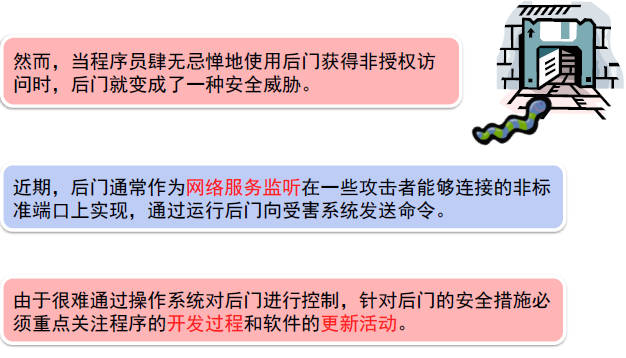 然而，当程序员肆无忌惮地使用后门获得非授权访
问时，后门就变成了一种安全威胁。
近期，后门通常作为网络服务监听在一些攻击者能够连接的非标
准端口上实现，通过运行后门向受害系统发送命令。
由于很难通过操作系统对后门进行控制，针对后门的安全措施必
须重点关注程序的开发过程和软件的更新活动。